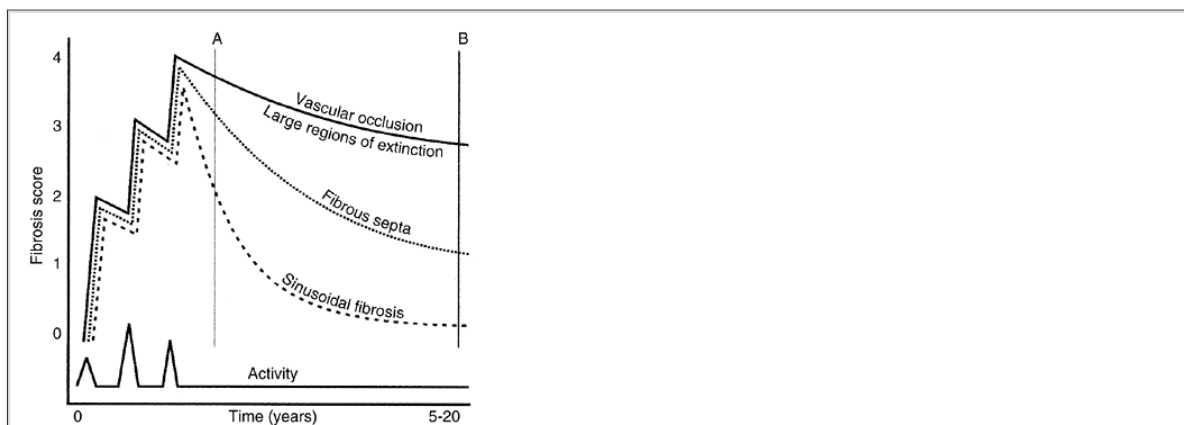 A
B
4
3
2
1
0
Fibrosis score
Vascular occlusion
Large regions of extinction
Fibrous septa
Sinusoidal fibrosis
Activity
0
Time (years)
5-20